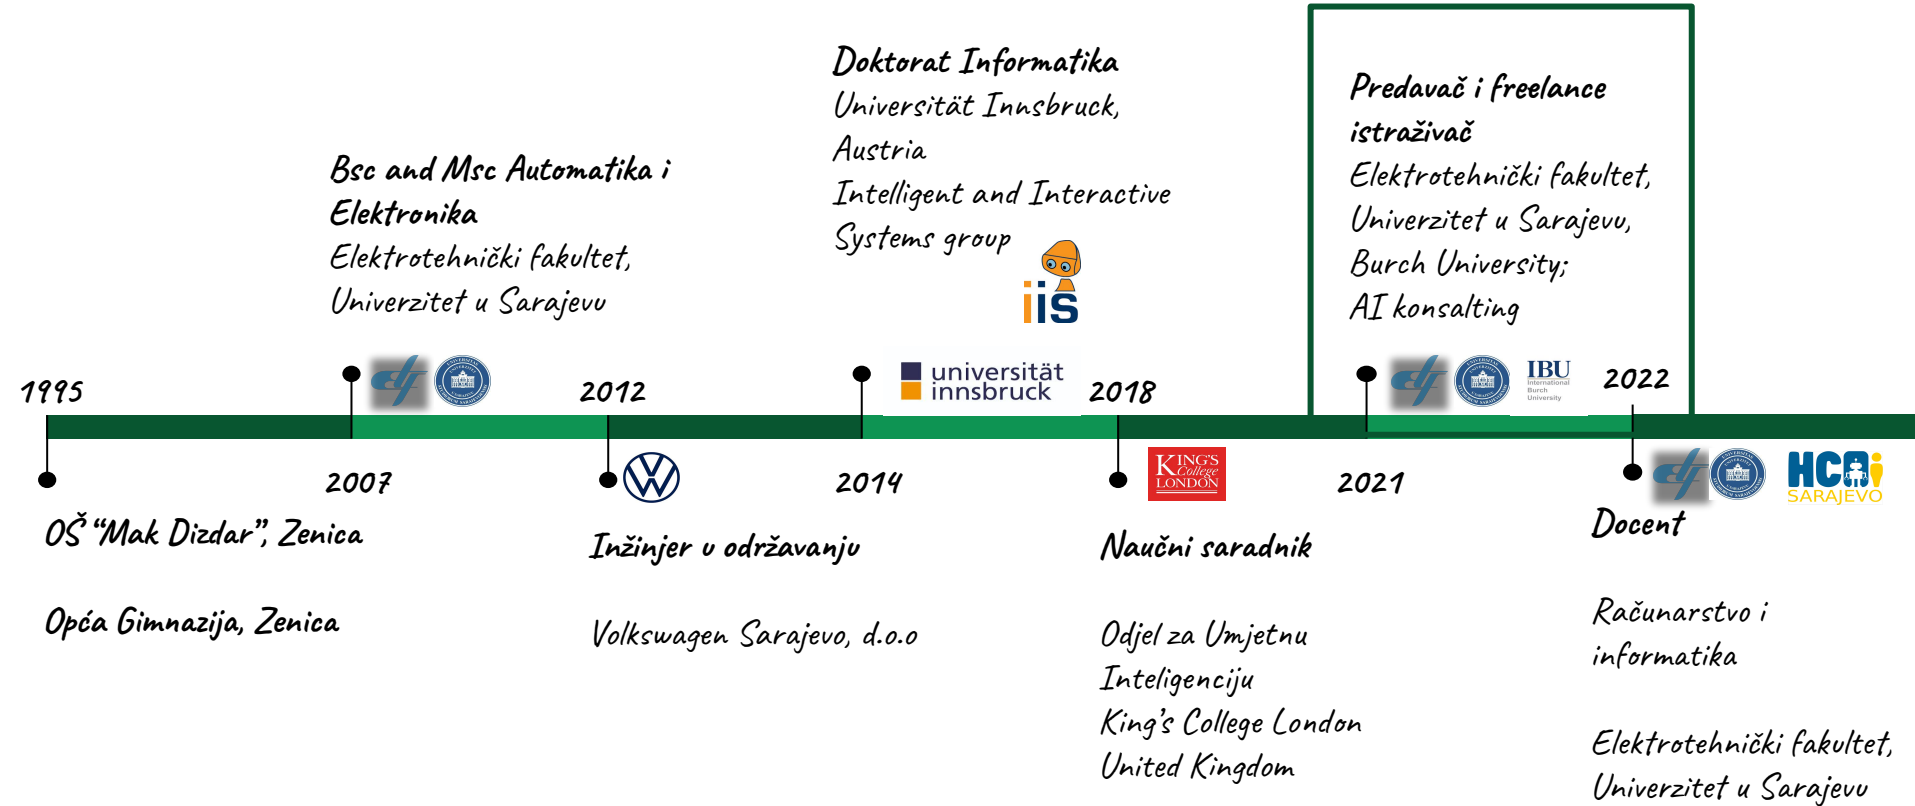 1995
OŠ “Mak Dizdar”, Zenica
Opća Gimnazija, Zenica
Bsc and Msc Automatika i
Elektronika
Elektrotehnički fakultet,
Univerzitet u Sarajevu
2007
2012
Inžinjer u održavanju
Volkswagen Sarajevo, d.o.o
Doktorat Informatika
Universität Innsbruck,
Austria
Intelligent and Interactive
Systems group
iis
universität
innsbruck
2014
2018
KING'S
College
LONDON
Naučni saradnik
Odjel za Umjetnu
Inteligenciju
King’s College London
United Kingdom
Predavač i freelance
istraživač
Elektrotehnički fakultet,
Univerzitet u Sarajevu,
Burch University;
AI konsalting
IBU
International
Burch
University
2021
2022
HCAi
SARAJEVO
Docent
Računarstvo i
informatika
Elektrotehnički fakultet,
Univerzitet u Sarajevu